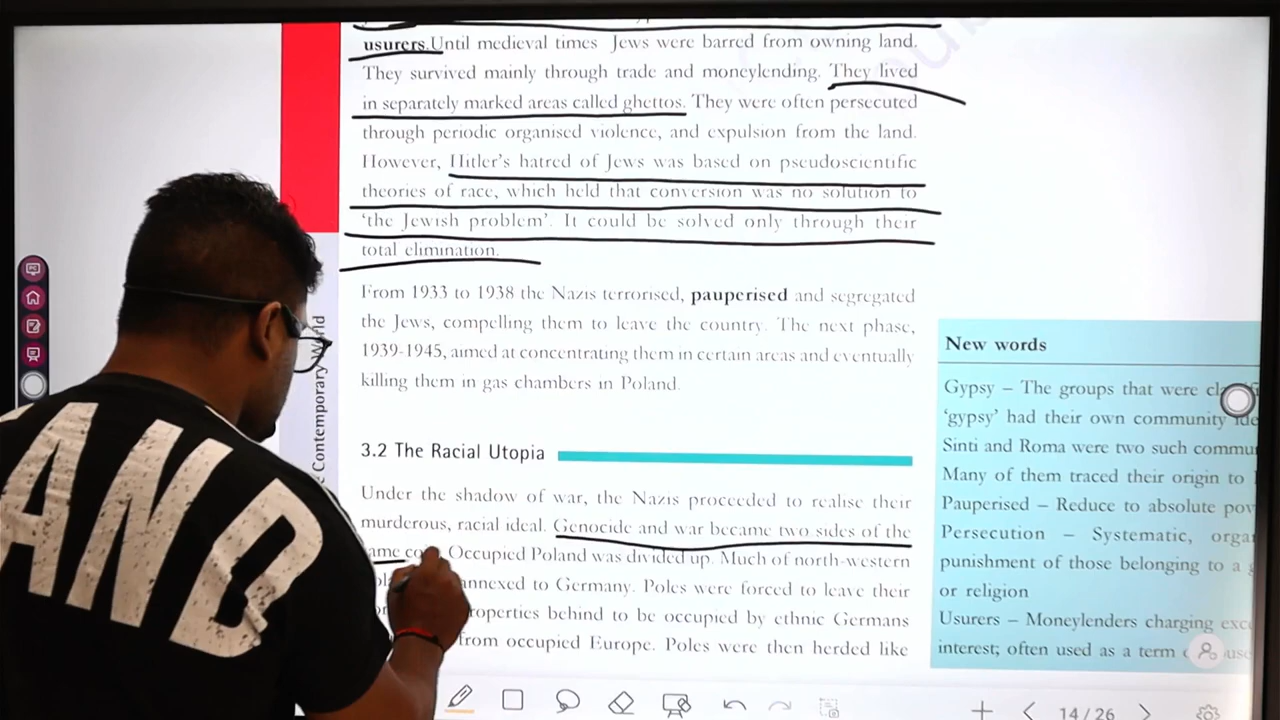 usurers. Until medieval times Jews were barred from owning land.
They survived mainly through trade and moneylending. They lived
in separately marked areas called ghettos. They were often persecuted
through periodic organised violence, and expulsion from the land.
However, Hitler's hatred of Jews was based on pseudoscientific
theories of race, which held that conversion was no solution to
'the Jewish problem'. It could be solved only through their
total elimination.
From 1933 to 1938 the Nazis terrorised, pauperised and segregated
the Jews, compelling them to leave the country. The next phase,
1939-1945, aimed at concentrating them in certain areas and eventually
killing them in gas chambers in Poland.
3.2 The Racial Utopia
Under the shadow of war, the Nazis proceeded to realise their
murderous, racial ideal. Genocide and war became two sides of the
Occupied Poland was divided up. Much of north-western
annexed to Germany. Poles were forced to leave their
behind to be occupied by ethnic Germans
from occupied Europe. Poles were then herded like
New words
Gypsy – The groups that were
'gypsy' had their own community
Sinti and Roma were two such
Many of them traced their origin to
Pauperised – Reduce to absolute
Persecution – Systematic,
punishment of those belonging to a
or religion
Usurers – Moneylenders charging
interest; often used as a term
Contemporary World
AND
14/26